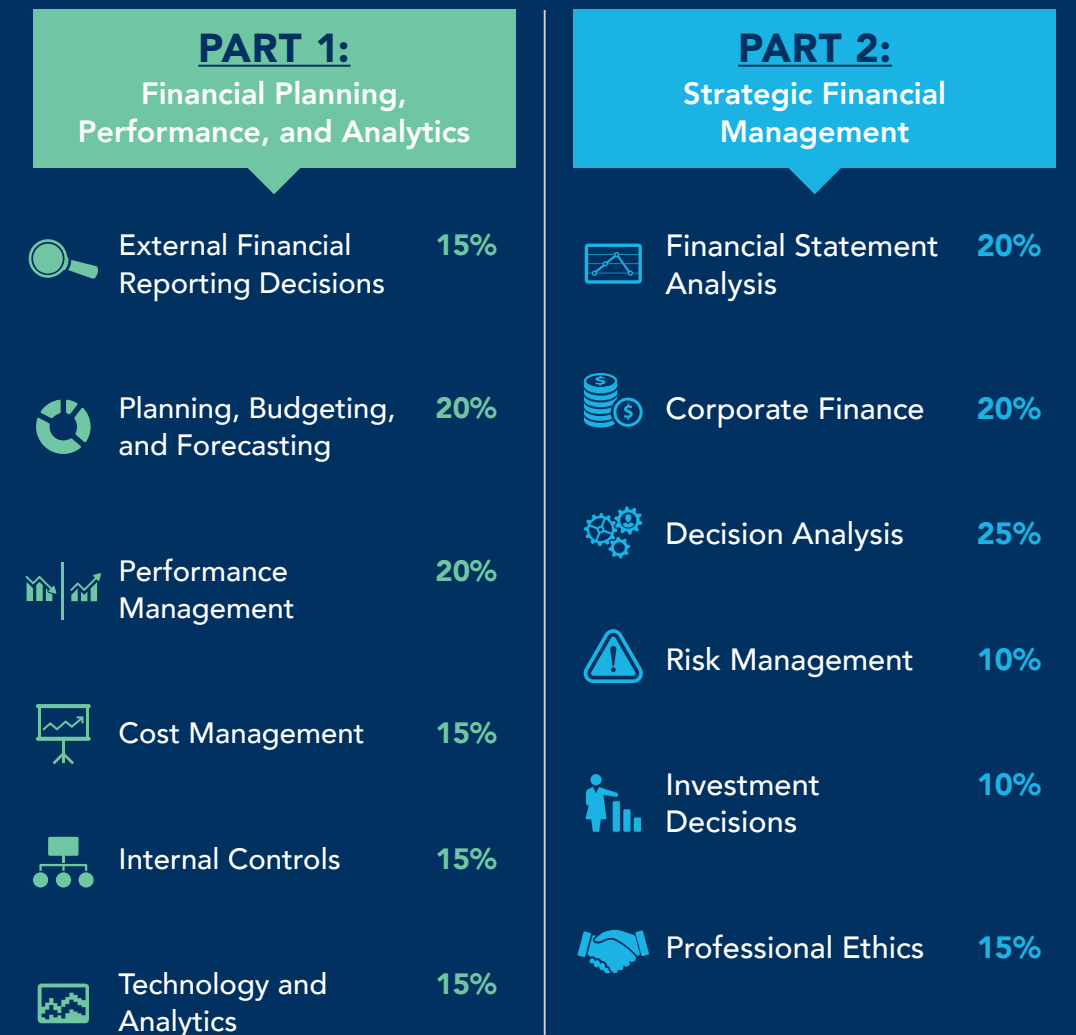 PART 1:
Financial Planning,
Performance, and Analytics
External Financial 15%
Reporting Decisions
Planning, Budgeting, 20%
and Forecasting
Performance 20%
Management
Cost Management 15%
Internal Controls 15%
Technology and 15%
Analytics
PART 2:
Strategic Financial
Management
Financial Statement 20%
Analysis
$
$
Corporate Finance 20%
Decision Analysis 25%
Risk Management 10%
Investment 10%
Decisions
Professional Ethics 15%